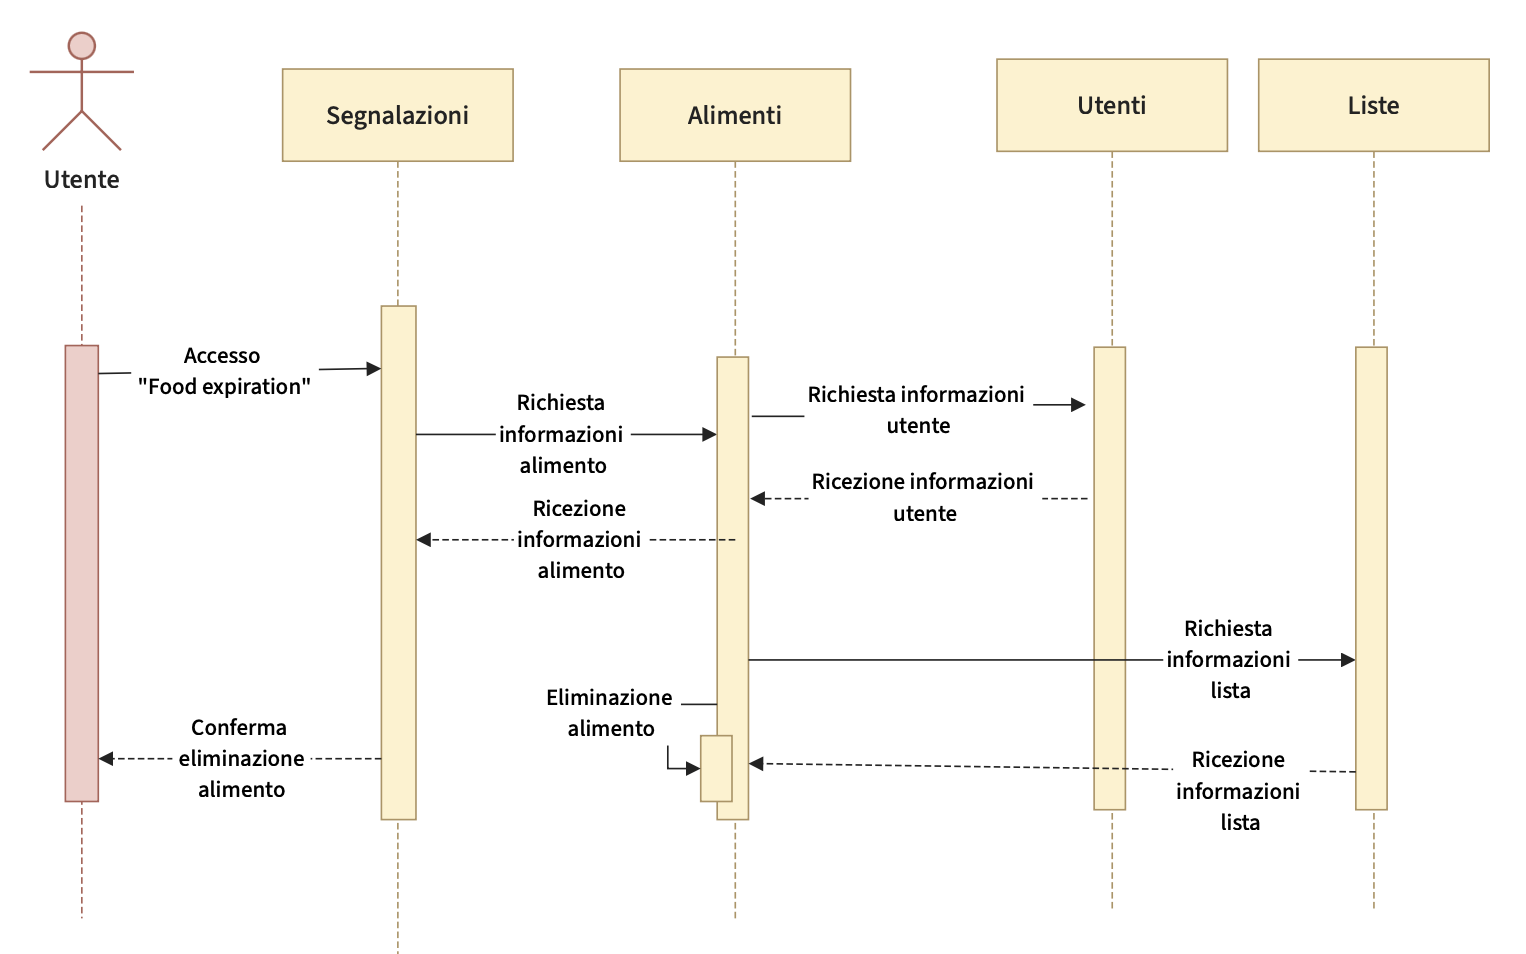 Utente
Segnalazioni
Alimenti
Utenti
Liste
Accesso
"Food expiration"
Richiesta
informazioni
alimento
Richiesta informazioni
utente
Ricezione informazioni
utente
Ricezione
informazioni
alimento
Richiesta
informazioni
lista
Eliminazione
alimento
Conferma
eliminazione
alimento
Ricezione
informazioni
lista